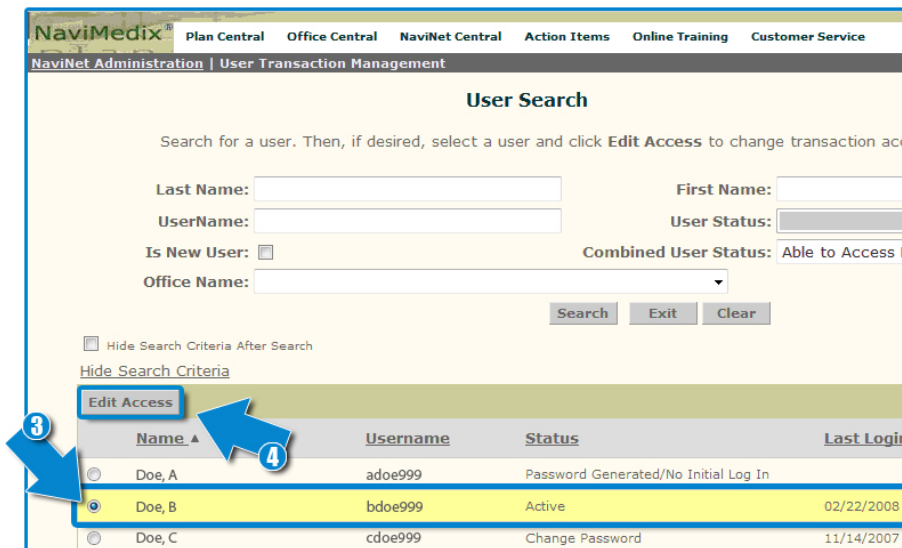 NaviMedix® Plan Central Office Central NaviNet Central Action Items Online Training Customer Service
NaviNet Administration | User Transaction Management
User Search
Search for a user. Then, if desired, select a user and click Edit Access to change transaction acc
Last Name: First Name:
UserName: User Status:
Is New User: Combined User Status: Able to Access
Office Name:
Search Exit Clear
Hide Search Criteria After Search
Hide Search Criteria
Edit Access
3
4
Name ▲ Username Status Last Login
Doe, A adoe999 Password Generated/No Initial Log In
Doe, B bdoe999 Active 02/22/2008
Doe, C cdoe999 Change Password 11/14/2007